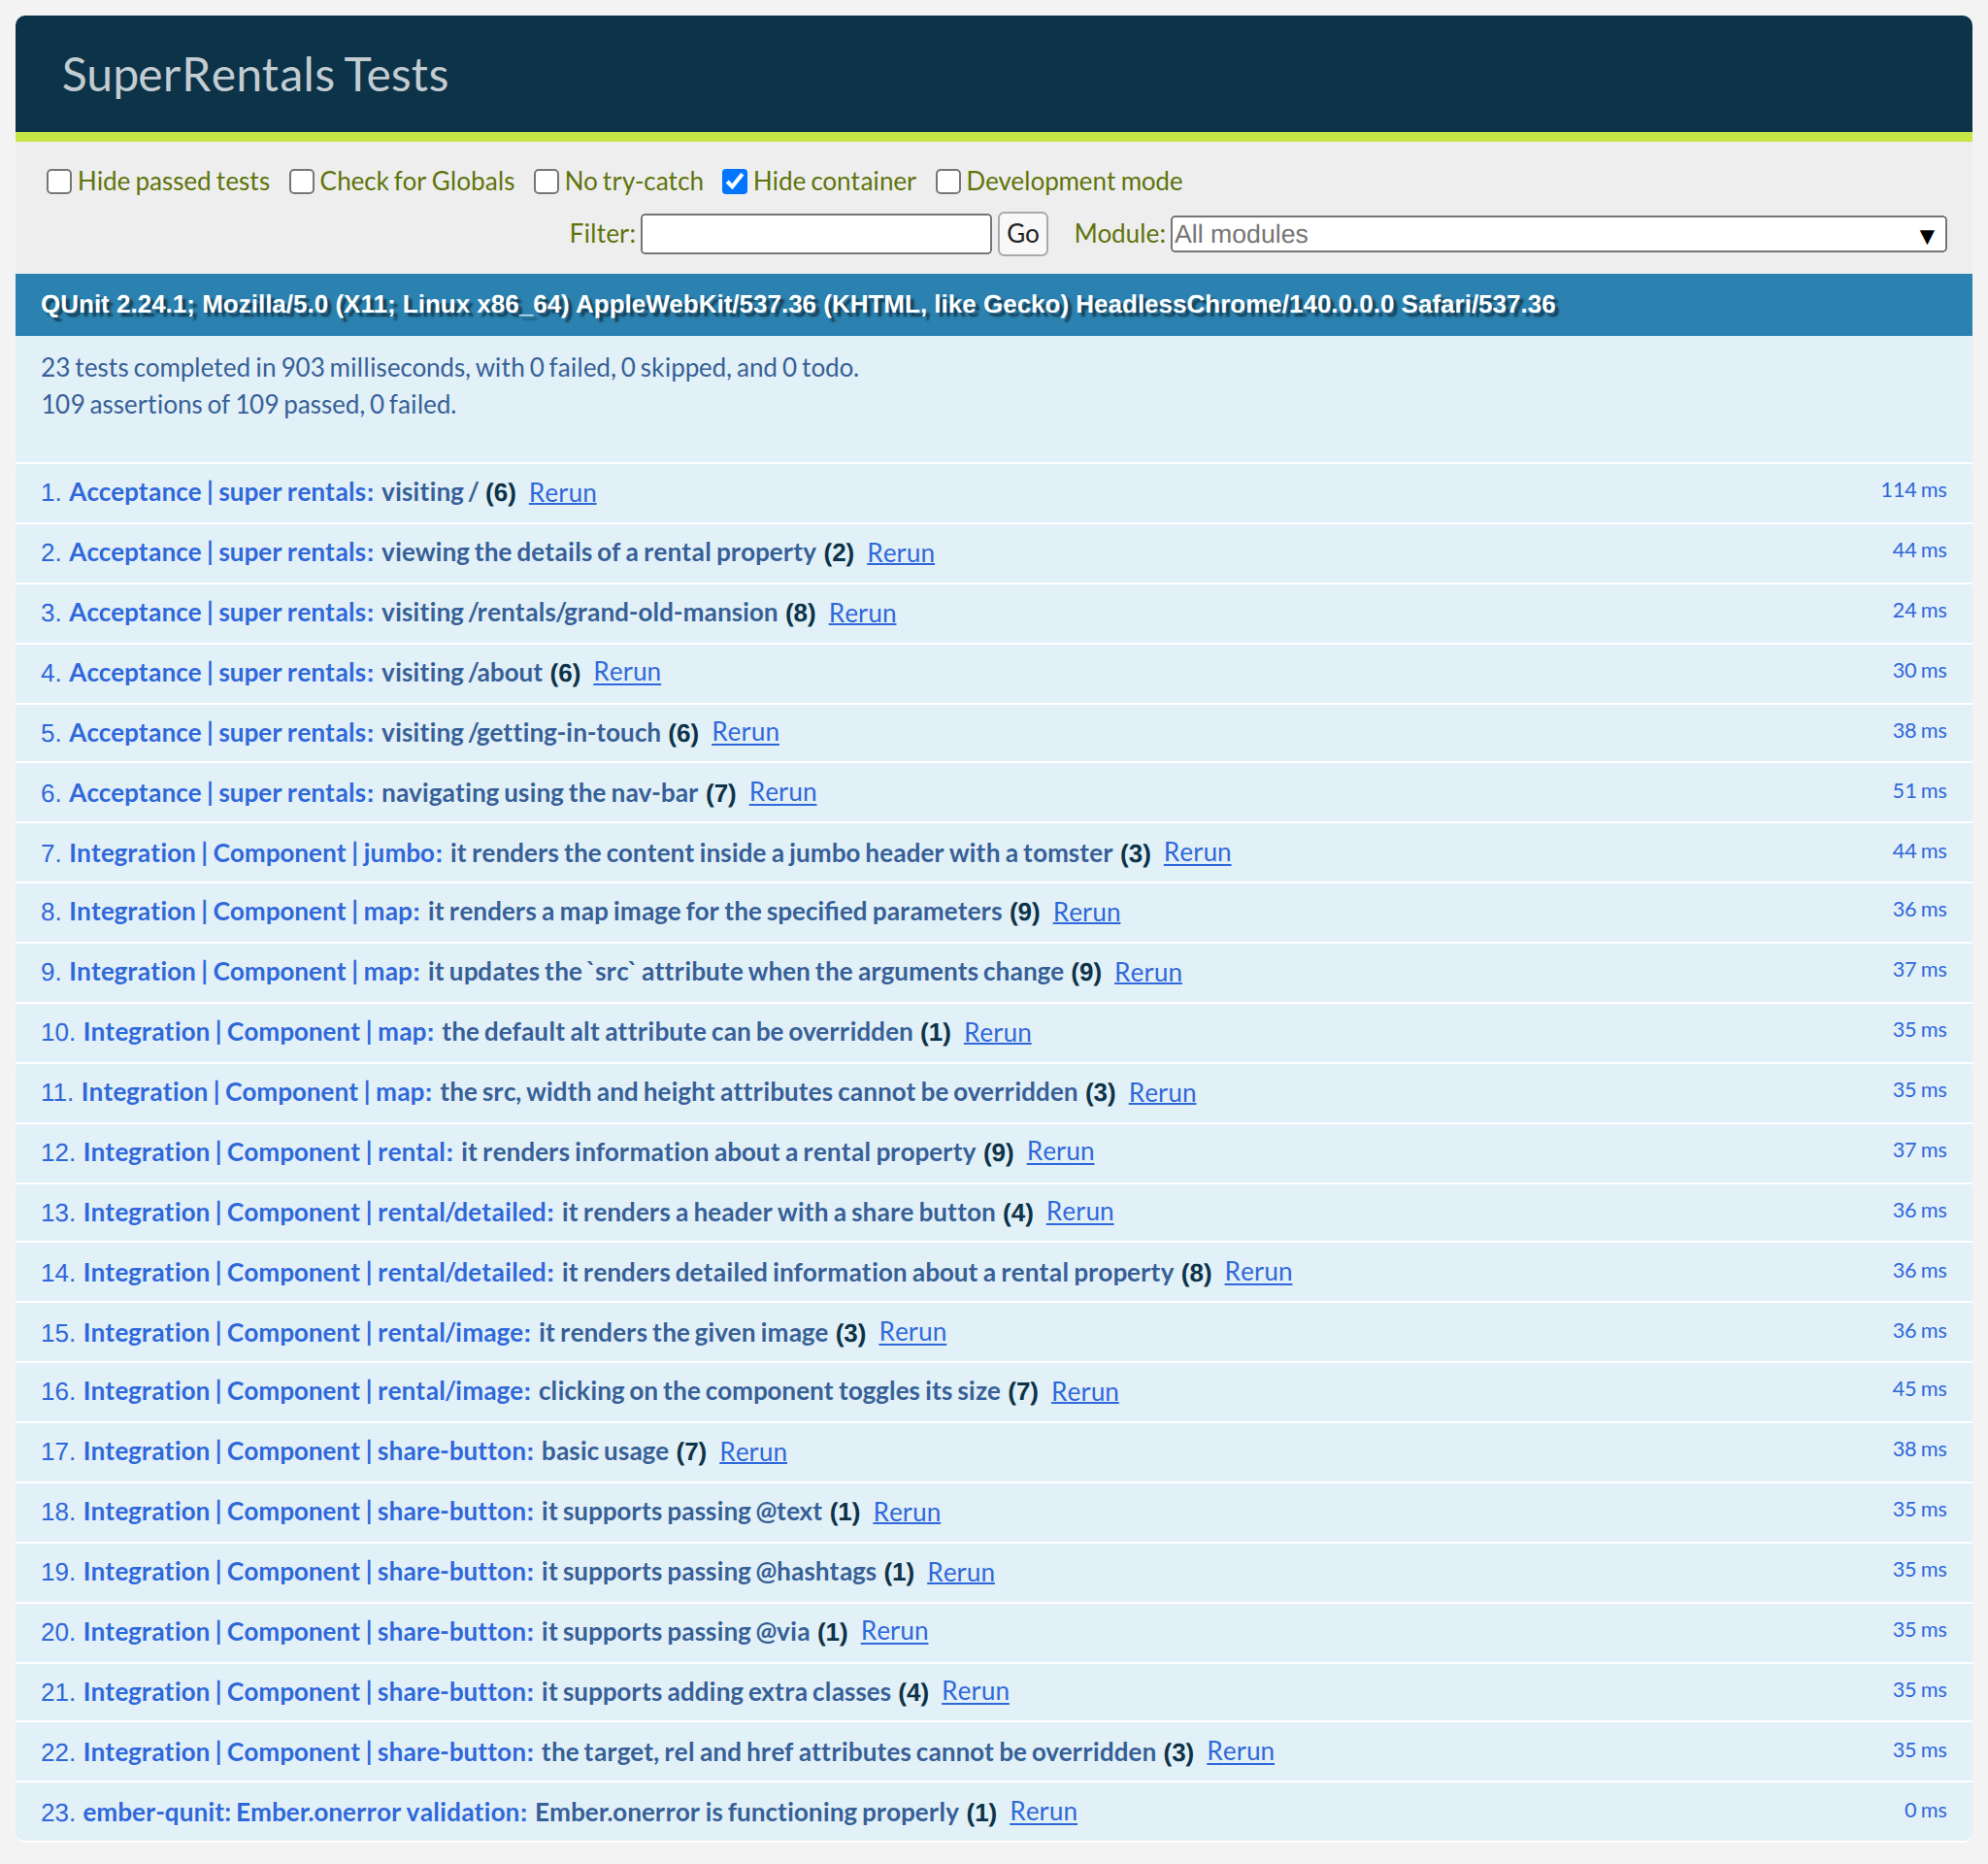 SuperRentals Tests
Hide passed tests Check for Globals No try-catch Hide container Development mode
Filter: Go Module: All modules ▼
QUnit 2.24.1; Mozilla/5.0 (X11; Linux x86_64) AppleWebKit/537.36 (KHTML, like Gecko) HeadlessChrome/140.0.0.0 Safari/537.36
23 tests completed in 903 milliseconds, with 0 failed, 0 skipped, and 0 todo.
109 assertions of 109 passed, 0 failed.
1. Acceptance | super rentals: visiting / (6) Rerun 114 ms
2. Acceptance | super rentals: viewing the details of a rental property (2) Rerun 44 ms
3. Acceptance | super rentals: visiting /rentals/grand-old-mansion (8) Rerun 24 ms
4. Acceptance | super rentals: visiting /about (6) Rerun 30 ms
5. Acceptance | super rentals: visiting /getting-in-touch (6) Rerun 38 ms
6. Acceptance | super rentals: navigating using the nav-bar (7) Rerun 51 ms
7. Integration | Component | jumbo: it renders the content inside a jumbo header with a tomster (3) Rerun 44 ms
8. Integration | Component | map: it renders a map image for the specified parameters (9) Rerun 36 ms
9. Integration | Component | map: it updates the `src` attribute when the arguments change (9) Rerun 37 ms
10. Integration | Component | map: the default alt attribute can be overridden (1) Rerun 35 ms
11. Integration | Component | map: the src, width and height attributes cannot be overridden (3) Rerun 35 ms
12. Integration | Component | rental: it renders information about a rental property (9) Rerun 37 ms
13. Integration | Component | rental/detailed: it renders a header with a share button (4) Rerun 36 ms
14. Integration | Component | rental/detailed: it renders detailed information about a rental property (8) Rerun 36 ms
15. Integration | Component | rental/image: it renders the given image (3) Rerun 36 ms
16. Integration | Component | rental/image: clicking on the component toggles its size (7) Rerun 45 ms
17. Integration | Component | share-button: basic usage (7) Rerun 38 ms
18. Integration | Component | share-button: it supports passing @text (1) Rerun 35 ms
19. Integration | Component | share-button: it supports passing @hashtags (1) Rerun 35 ms
20. Integration | Component | share-button: it supports passing @via (1) Rerun 35 ms
21. Integration | Component | share-button: it supports adding extra classes (4) Rerun 35 ms
22. Integration | Component | share-button: the target, rel and href attributes cannot be overridden (3) Rerun 35 ms
23. ember-qunit: Ember.onerror validation: Ember.onerror is functioning properly (1) Rerun 0 ms